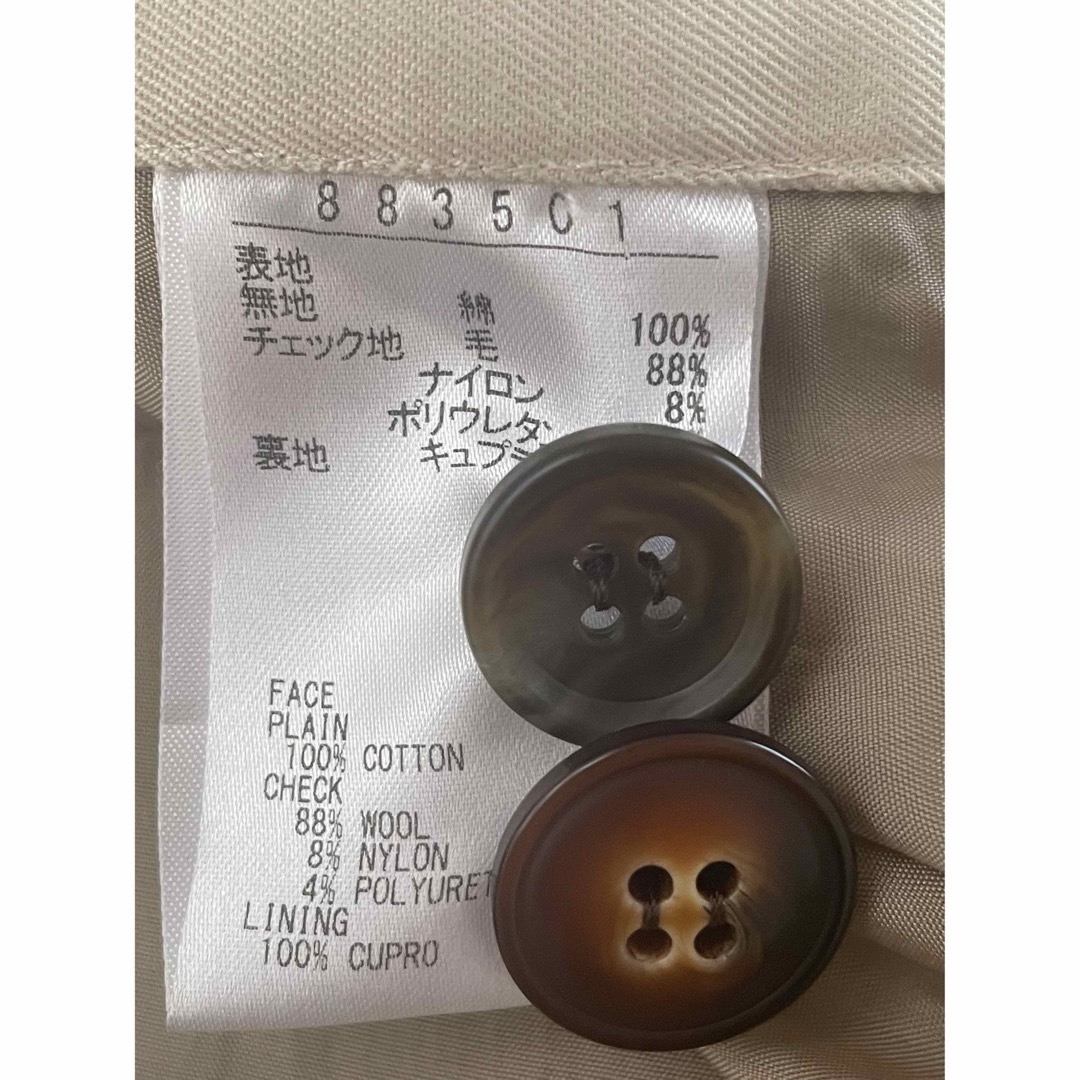 883501
表地
無地 綿 100%
チェック地 毛 88%
ナイロン 8%
ポリウレタン
裏地 キュプラ
FACE
PLAIN
100% COTTON
CHECK
88% WOOL
8% NYLON
4% POLYURET
LINING
100% CUPRO